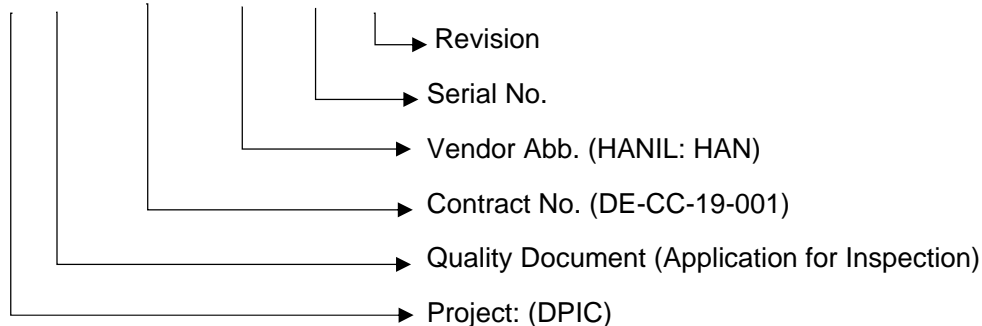 Revision
Serial No.
Vendor Abb. (HANIL: HAN)
Contract No. (DE-CC-19-001)
Quality Document (Application for Inspection)
Project: (DPIC)